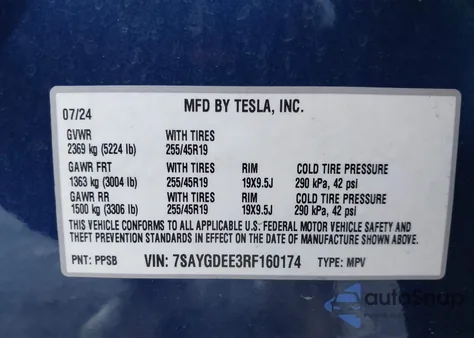 MFD BY TESLA, INC.
07/24
GVWR WITH TIRES
2369 kg (5224 lb) 255/45R19
GAWR FRT WITH TIRES RIM COLD TIRE PRESSURE
1363 kg (3004 lb) 255/45R19 19X9.5J 290 kPa, 42 psi
GAWR RR WITH TIRES RIM COLD TIRE PRESSURE
1500 kg (3306 lb) 255/45R19 19X9.5J 290 kPa, 42 psi
THIS VEHICLE CONFORMS TO ALL APPLICABLE U.S. FEDERAL MOTOR VEHICLE SAFETY AND
THEFT PREVENTION STANDARDS IN EFFECT ON THE DATE OF MANUFACTURE SHOWN ABOVE.
PNT: PPSB VIN: 7SAYGDEE3RF160174 TYPE: MPV
autoSnap